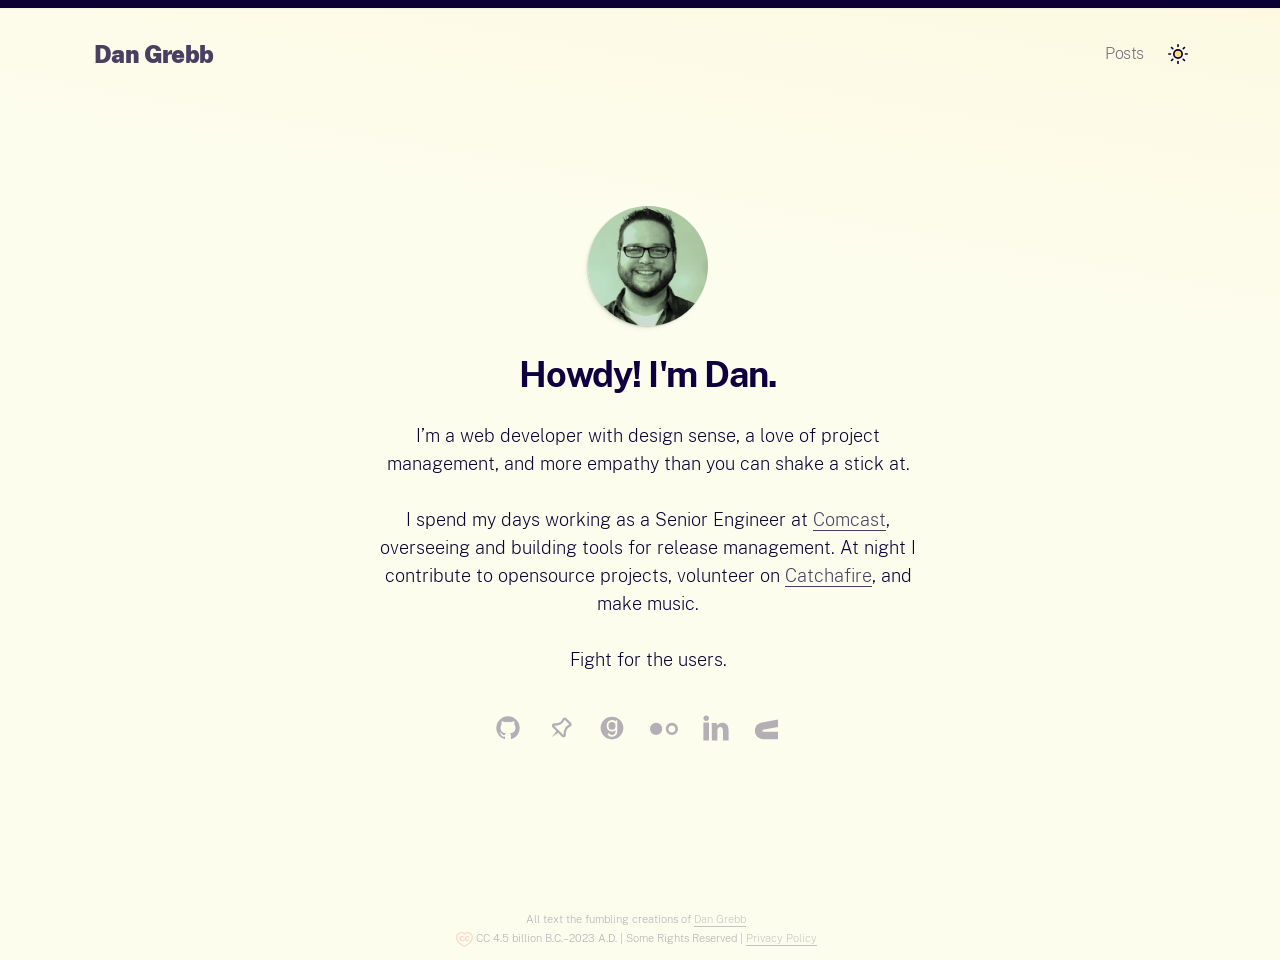 Dan Grebb
Posts
Howdy! I'm Dan.
I’m a web developer with design sense, a love of project
management, and more empathy than you can shake a stick at.
I spend my days working as a Senior Engineer at Comcast,
overseeing and building tools for release management. At night I
contribute to opensource projects, volunteer on Catchafire, and
make music.
Fight for the users.
All text the fumbling creations of Dan Grebb
CC 4.5 billion B.C.–2023 A.D. | Some Rights Reserved | Privacy Policy